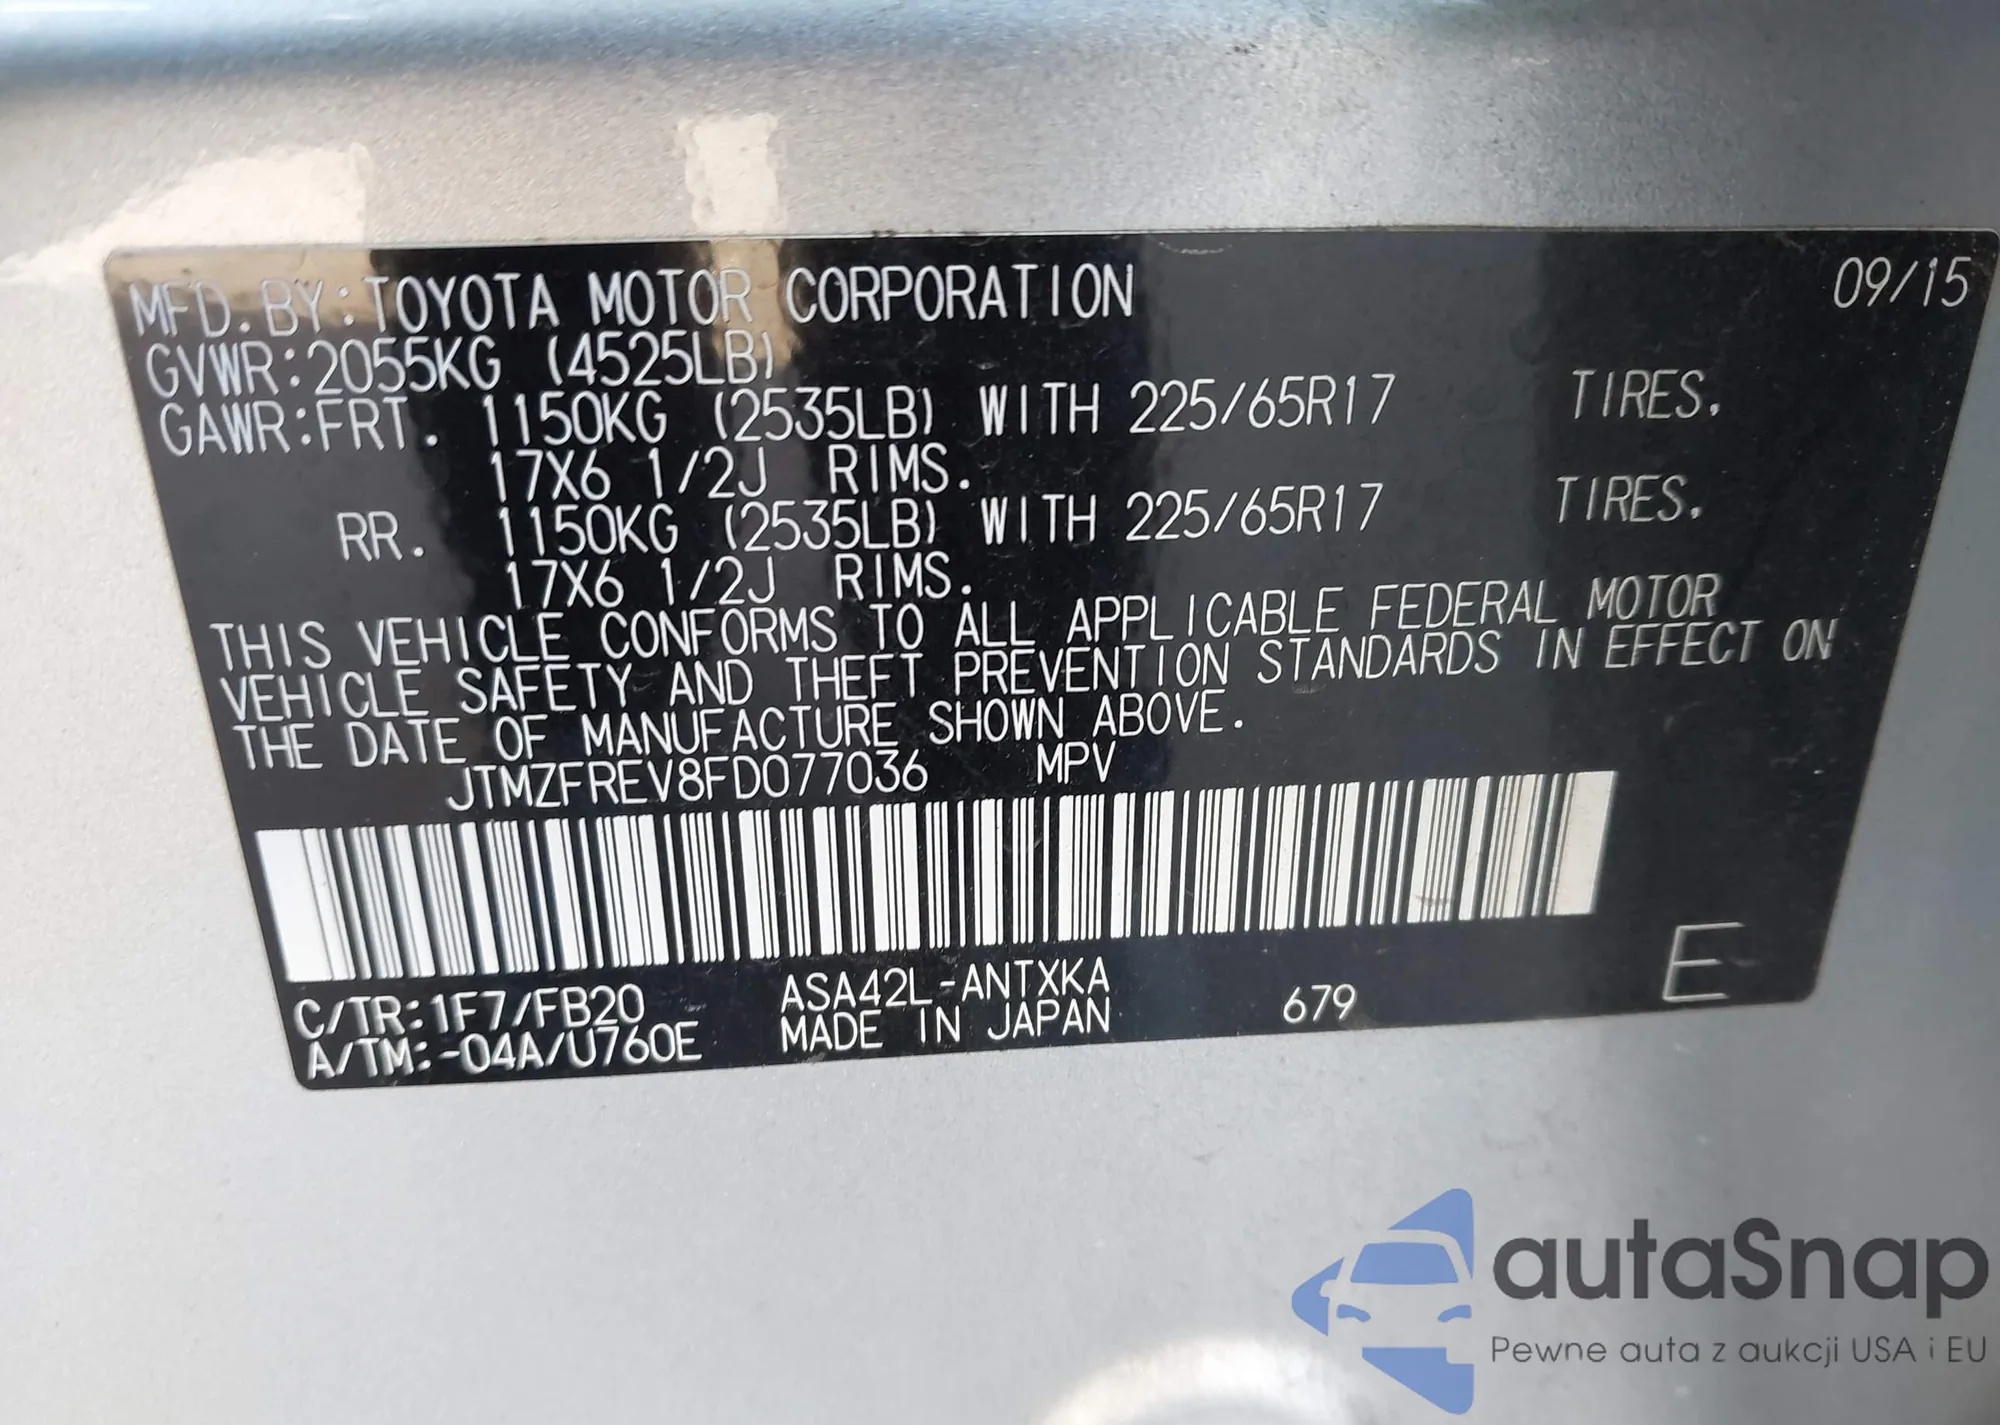 MFD. BY: TOYOTA MOTOR CORPORATION 09/15
GVWR: 2055KG (4525LB)
GAWR: FRT. 1150KG (2535LB) WITH 225/65R17 TIRES.
17X6 1/2J RIMS.
RR. 1150KG (2535LB) WITH 225/65R17 TIRES.
17X6 1/2J RIMS.
THIS VEHICLE CONFORMS TO ALL APPLICABLE FEDERAL MOTOR
VEHICLE SAFETY AND THEFT PREVENTION STANDARDS IN EFFECT ON
THE DATE OF MANUFACTURE SHOWN ABOVE.
JTMZFREV8FD077036 MPV
E
C/TR: 1F7/FB20 ASA42L-ANTXKA 679
A/TM: -04A/U760E MADE IN JAPAN
autaSnap
Pewne auta z aukcji USA i EU